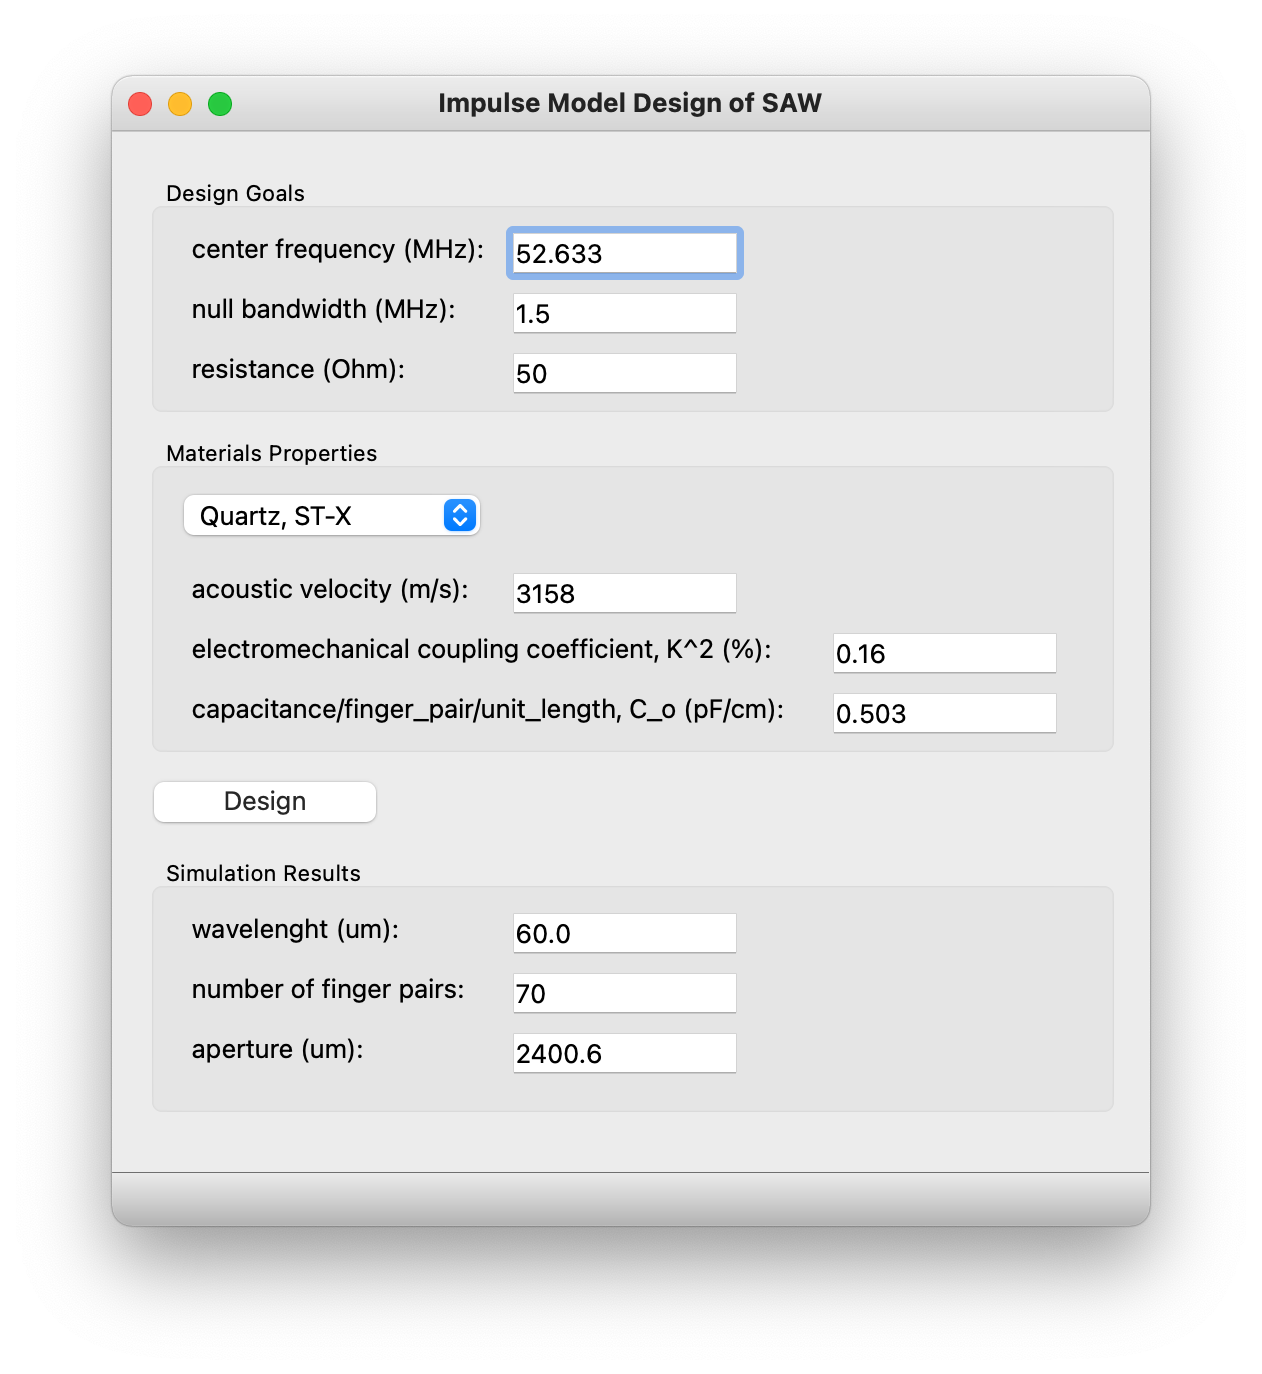 Impulse Model Design of SAW
Design Goals
center frequency (MHz): 52.633
null bandwidth (MHz): 1.5
resistance (Ohm): 50
Materials Properties
Quartz, ST-X
acoustic velocity (m/s): 3158
electromechanical coupling coefficient, K^2 (%): 0.16
capacitance/finger_pair/unit_length, C_o (pF/cm): 0.503
Design
Simulation Results
wavelenght (um): 60.0
number of finger pairs: 70
aperture (um): 2400.6